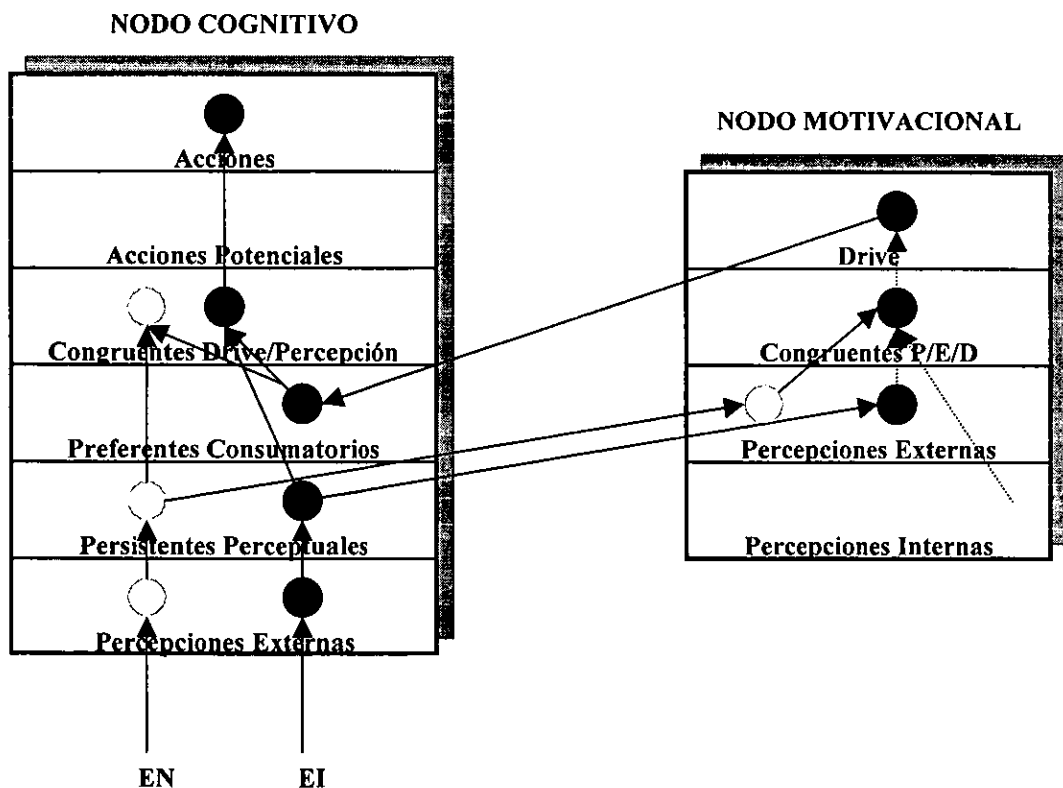 NODO COGNITIVO
Acciones
Acciones Potenciales
Congruentes Drive/Percepción
Preferentes Consumatorios
Persistentes Perceptuales
Percepciones Externas
EN EI
NODO MOTIVACIONAL
Drive
Congruentes P/E/D
Percepciones Externas
Percepciones Internas